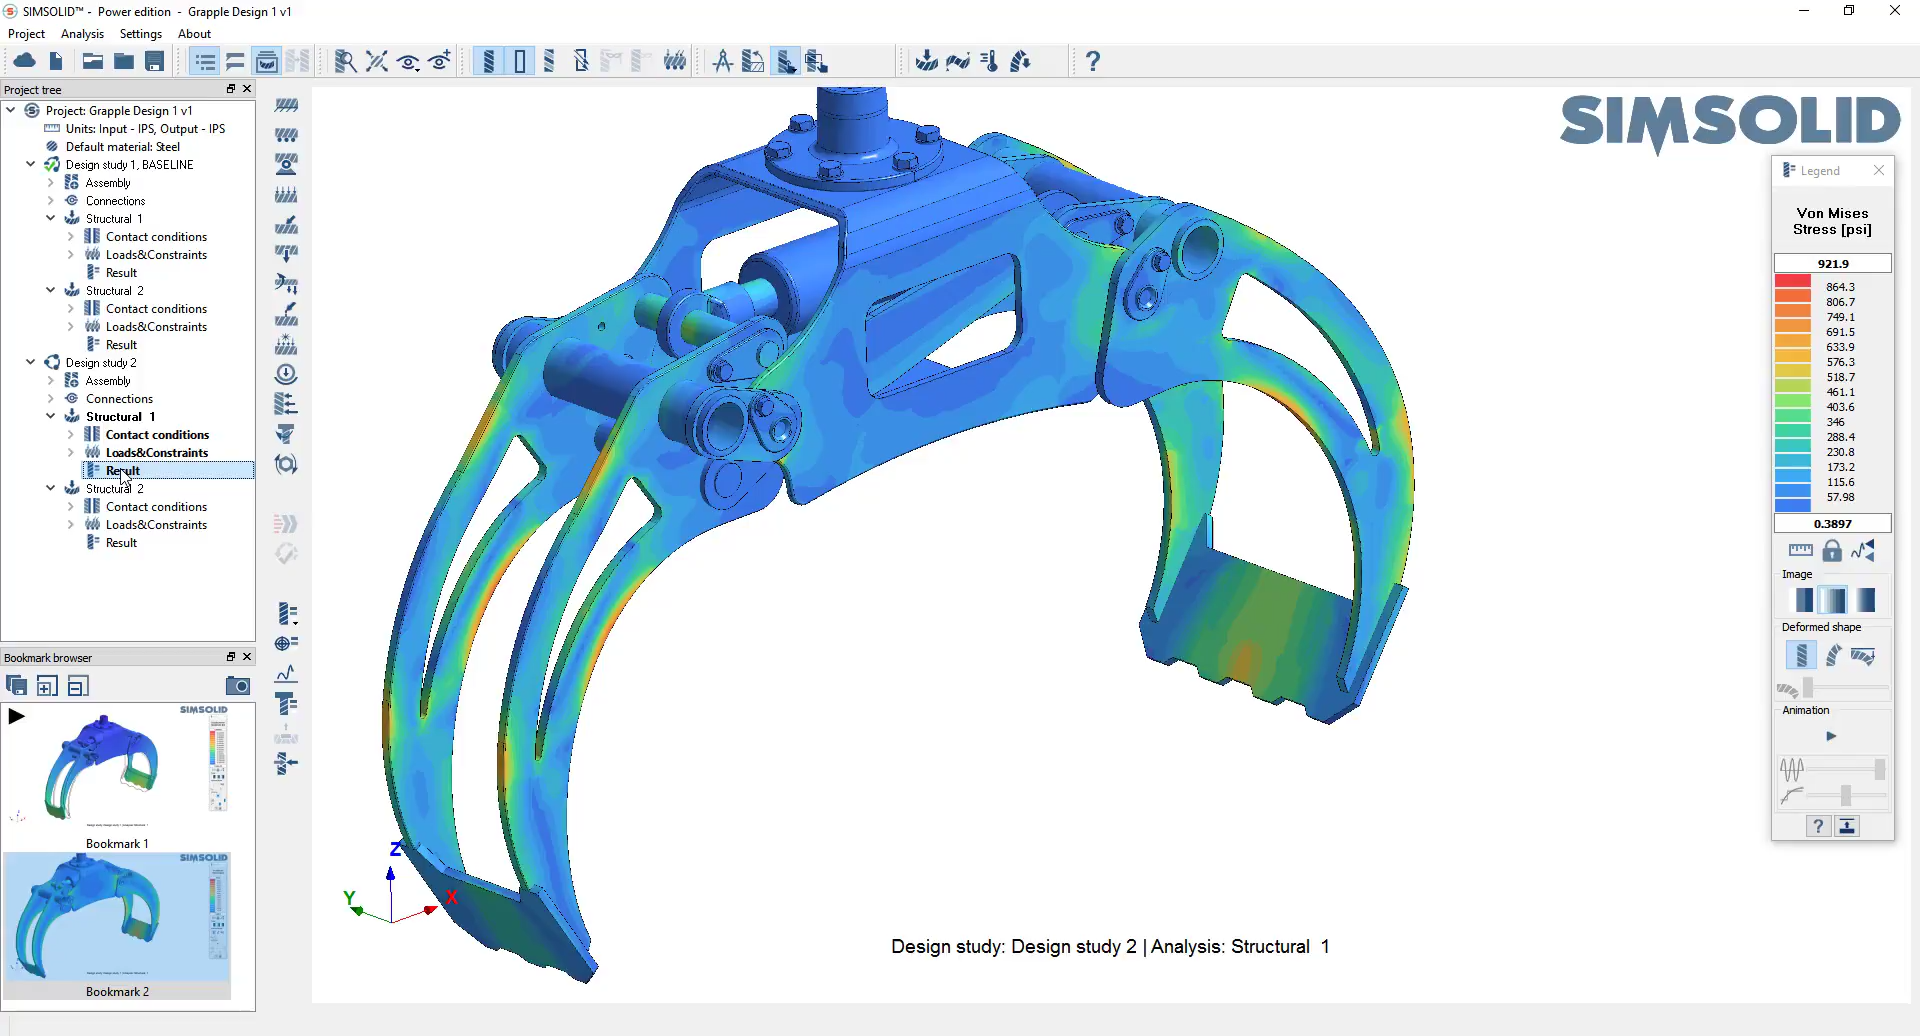 SIMSOLID™ - Power edition - Grapple Design 1 v1
Project Analysis Settings About
Project tree
Project: Grapple Design 1 v1
Units: Input - IPS, Output - IPS
Default material: Steel
Design study 1, BASELINE
Assembly
Connections
Structural 1
Contact conditions
Loads&Constraints
Result
Structural 2
Contact conditions
Loads&Constraints
Result
Design study 2
Assembly
Connections
Structural 1
Contact conditions
Loads&Constraints
Result
Structural 2
Contact conditions
Loads&Constraints
Result
Bookmark browser
SIMSOLID
Bookmark 1
SIMSOLID
Bookmark 2
SIMSOLID
Legend
Von Mises
Stress [psi]
921.9
864.3
806.7
749.1
691.5
633.9
576.3
518.7
461.1
403.6
346
288.4
230.8
173.2
115.6
57.98
0.3897
Image
Deformed shape
Animation
?
Z
Y
X
Design study: Design study 2 | Analysis: Structural 1